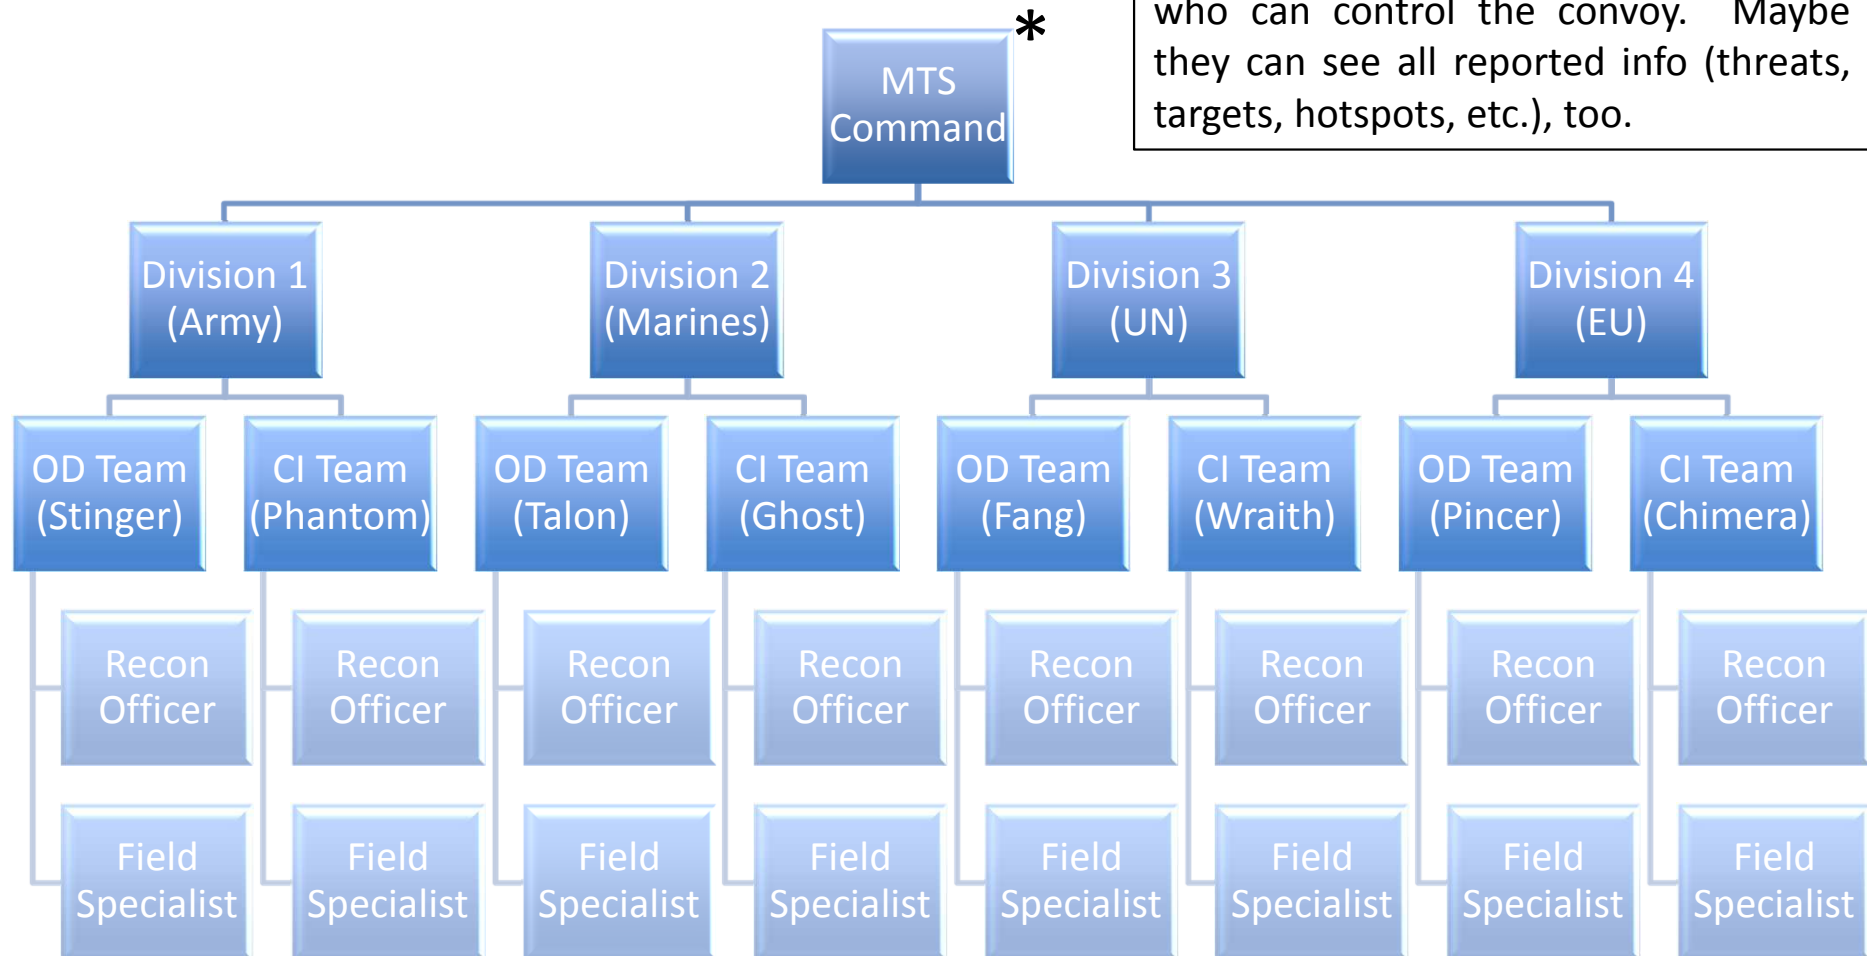 who can control the convoy. Maybe
they can see all reported info (threats,
targets, hotspots, etc.), too.
*
MTS
Command
Division 1
(Army)
Division 2
(Marines)
Division 3
(UN)
Division 4
(EU)
OD Team
(Stinger)
CI Team
(Phantom)
OD Team
(Talon)
CI Team
(Ghost)
OD Team
(Fang)
CI Team
(Wraith)
OD Team
(Pincer)
CI Team
(Chimera)
Recon
Officer
Recon
Officer
Recon
Officer
Recon
Officer
Recon
Officer
Recon
Officer
Recon
Officer
Recon
Officer
Field
Specialist
Field
Specialist
Field
Specialist
Field
Specialist
Field
Specialist
Field
Specialist
Field
Specialist
Field
Specialist